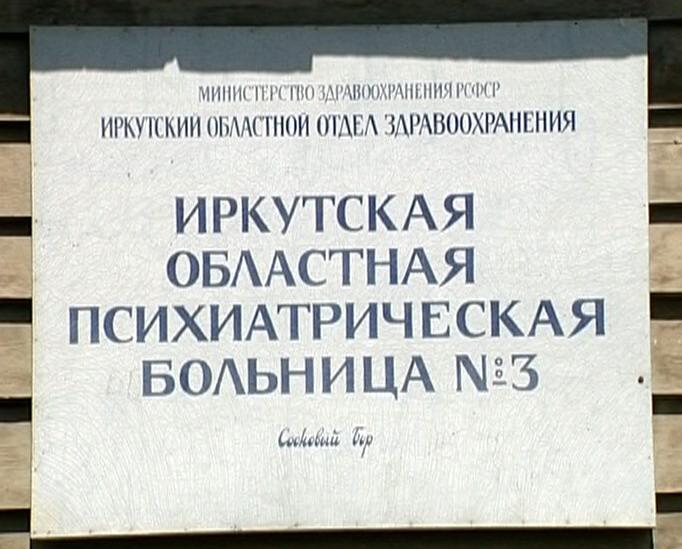 МИНИСТЕРСТВО ЗДРАВООХРАНЕНИЯ РСФСР
ИРКУТСКИЙ ОБЛАСТНОЙ ОТДЕЛ ЗДРАВООХРАНЕНИЯ
ИРКУТСКАЯ
ОБЛАСТНАЯ
ПСИХИАТРИЧЕСКАЯ
БОЛЬНИЦА №3
Сосновый Бор